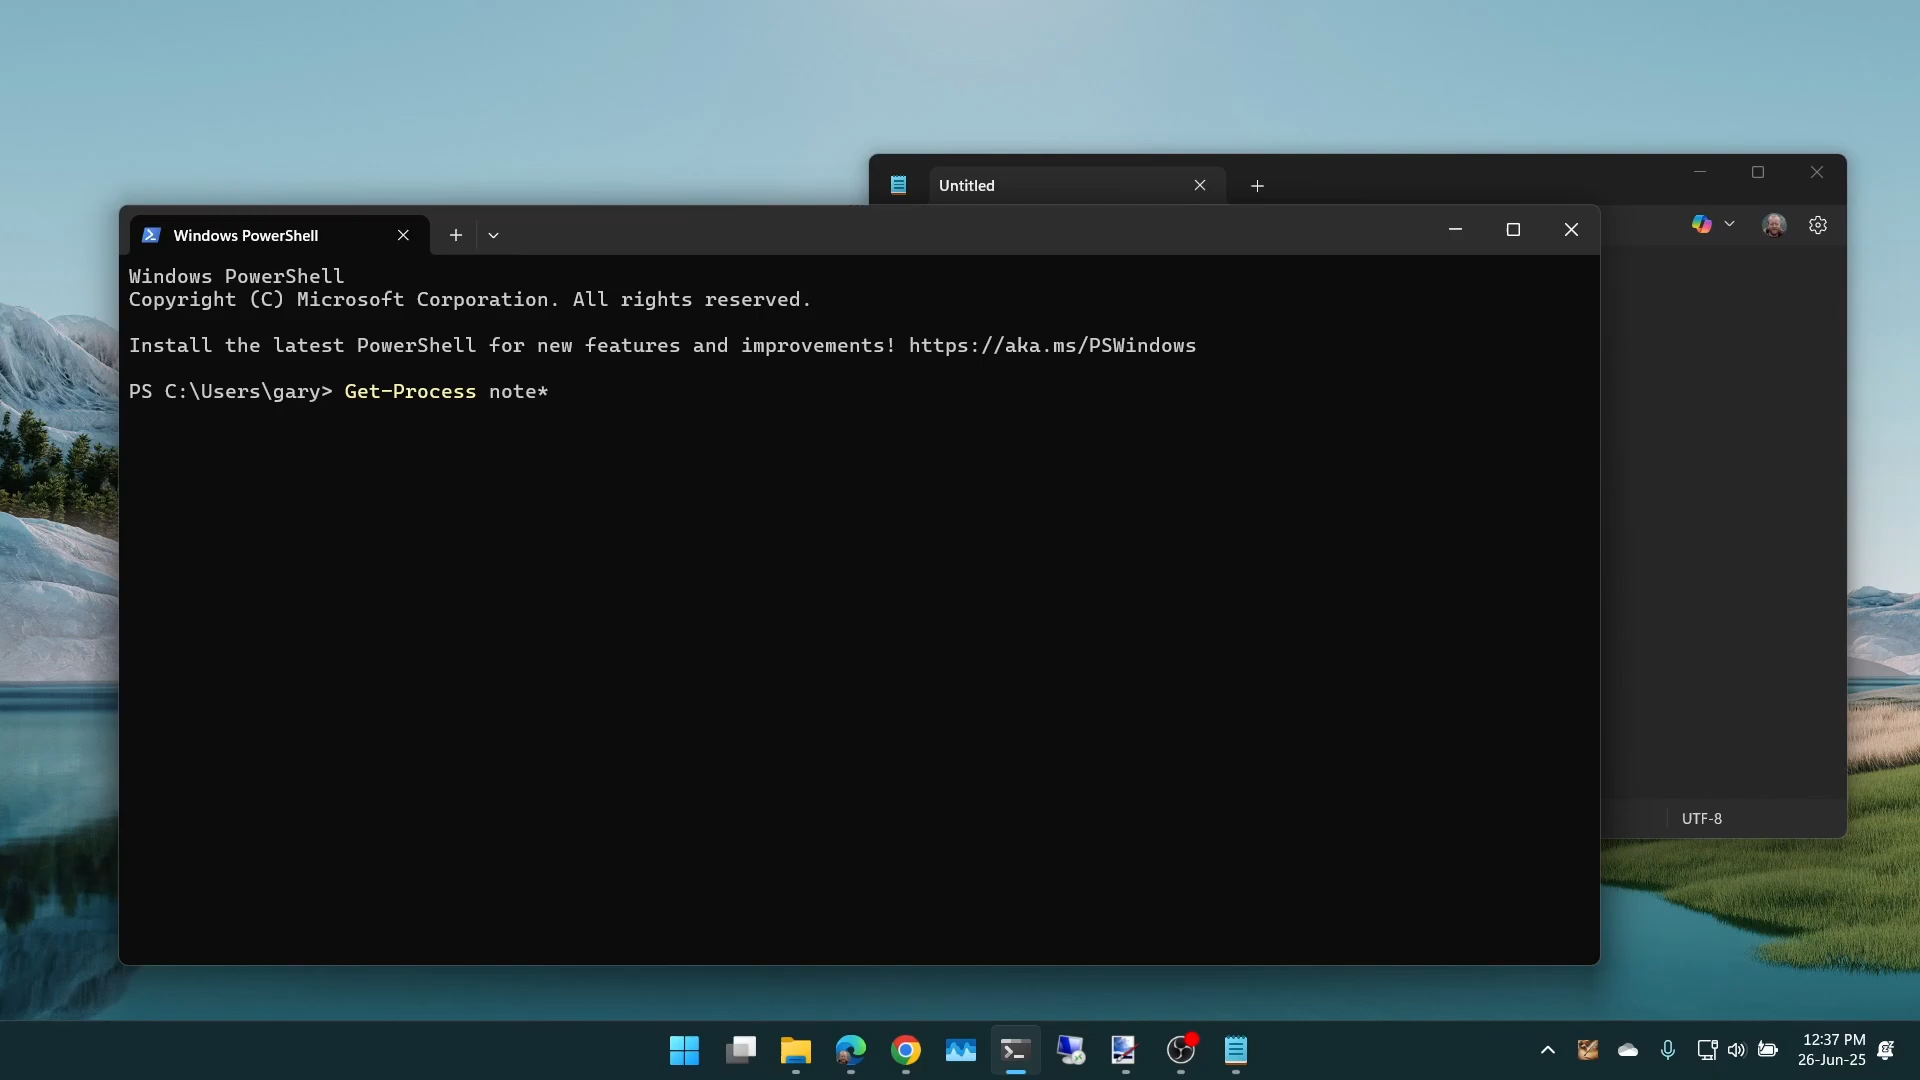 Untitled
Windows PowerShell
Windows PowerShell
Copyright (C) Microsoft Corporation. All rights reserved.
Install the latest PowerShell for new features and improvements! https://aka.ms/PSWindows
PS C:\Users\gary> Get-Process note*
UTF-8
12:37 PM
26-Jun-25